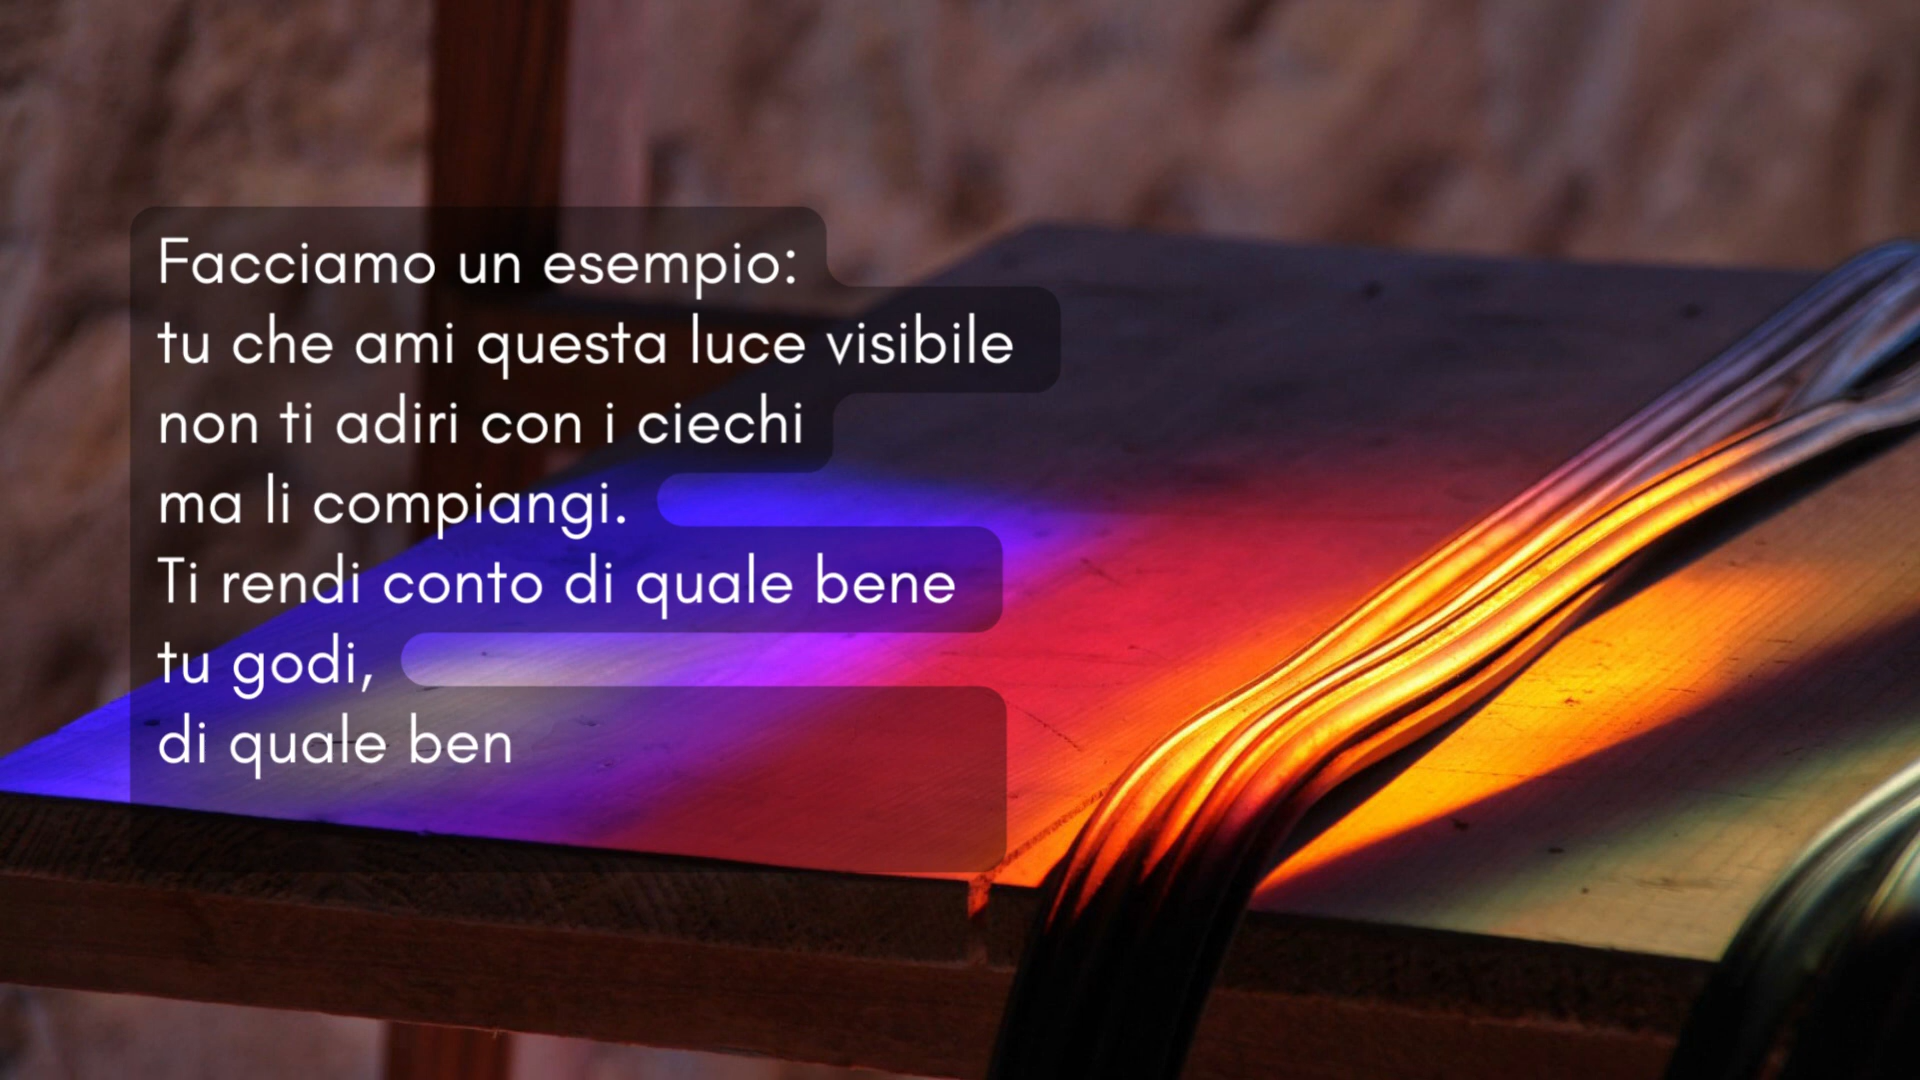 Facciamo un esempio:
tu che ami questa luce visibile
non ti adiri con i ciechi
ma li compiangi.
Ti rendi conto di quale bene
tu godi,
di quale ben